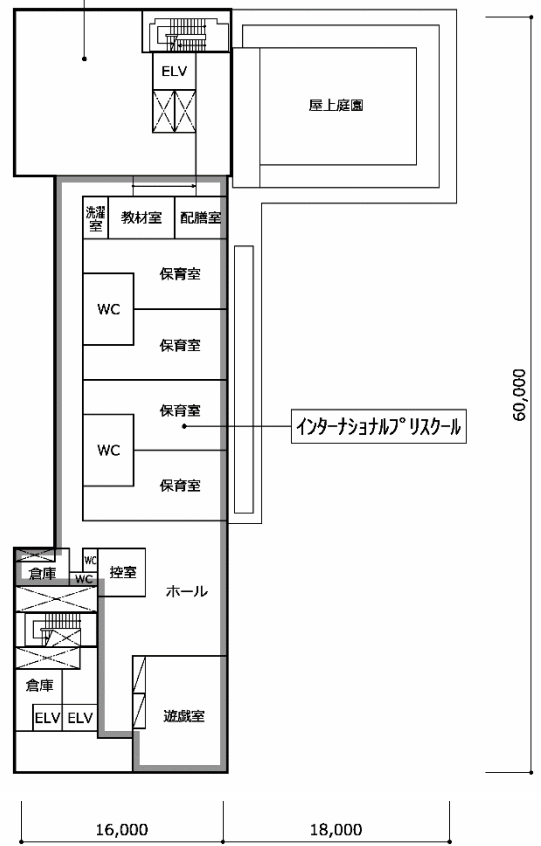 ELV
屋上庭園
洗濯
室
教材室
配膳室
保育室
WC
保育室
保育室
インターナショナルプリスクール
WC
保育室
60,000
倉庫
WC
WC
控室
ホール
倉庫
ELV
ELV
遊戯室
16,000
18,000